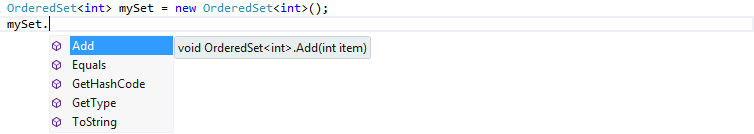 OrderedSet<int> mySet = new OrderedSet<int>();
mySet.
Add
void OrderedSet<int>.Add(int item)
Equals
GetHashCode
GetType
ToString